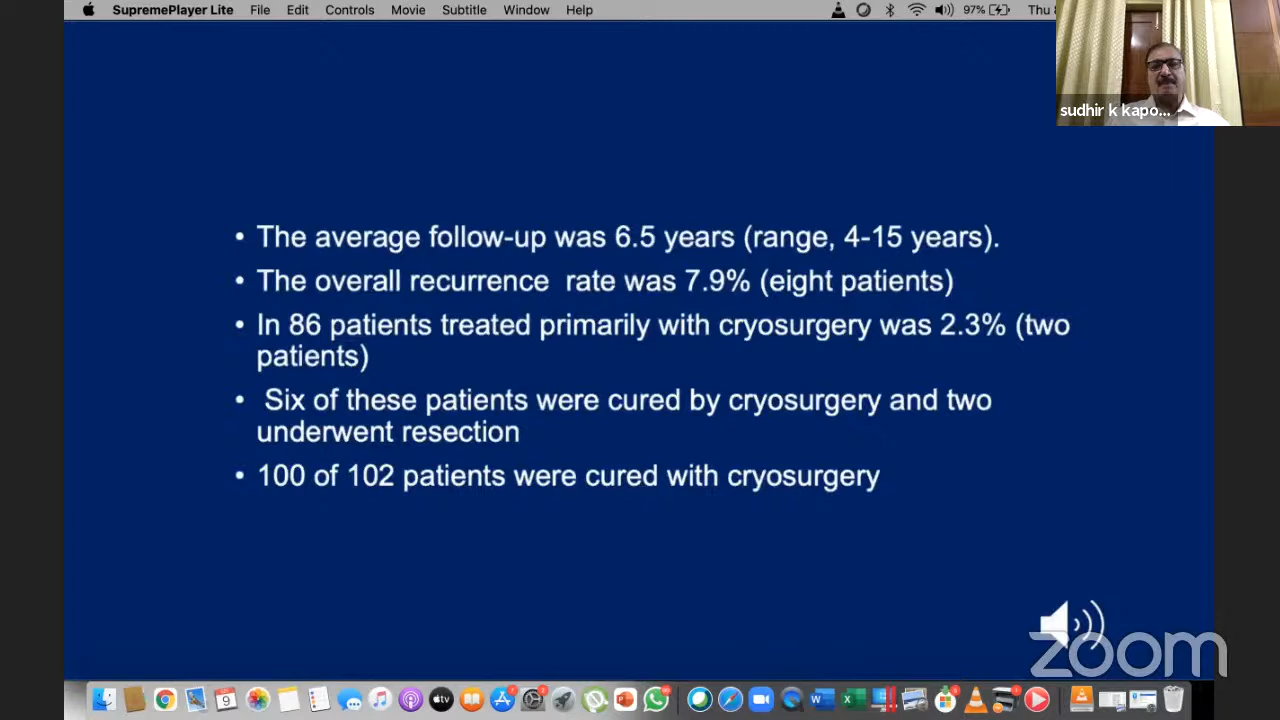 SupremePlayer Lite File Edit Controls Movie Subtitle Window Help 97% Thu
sudhir k kapo...
• The average follow-up was 6.5 years (range, 4-15 years).
• The overall recurrence rate was 7.9% (eight patients)
• In 86 patients treated primarily with cryosurgery was 2.3% (two
patients)
• Six of these patients were cured by cryosurgery and two
underwent resection
• 100 of 102 patients were cured with cryosurgery
zoom
9
tv